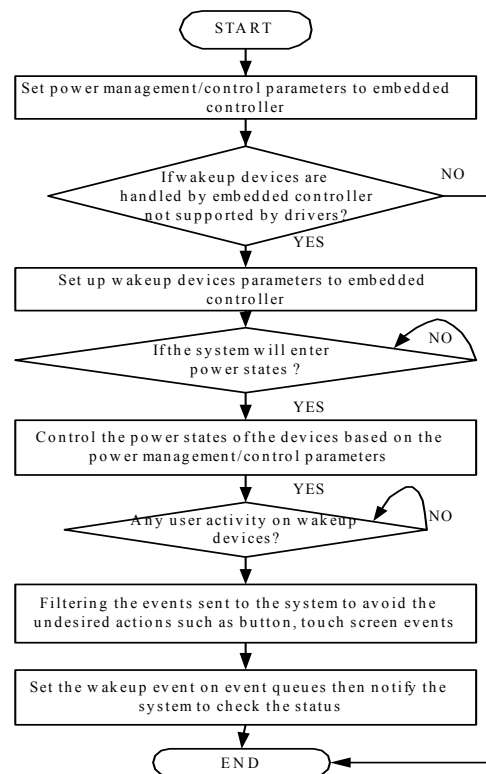 START
Set power management/control parameters to embedded
controller
If wakeup devices are
handled by embedded controller
not supported by drivers?
NO
YES
Set up wakeup devices parameters to embedded
controller
If the system will enter
power states ?
NO
YES
Control the power states of the devices based on the
power management/control parameters
YES
Any user activity on wakeup
devices?
NO
Filtering the events sent to the system to avoid the
undesired actions such as button, touch screen events
Set the wakeup event on event queues then notify the
system to check the status
END